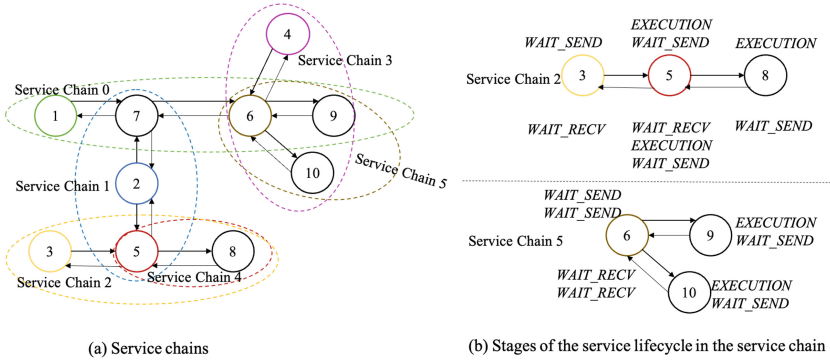 4
Service Chain 3
Service Chain 0
1
7
6
9
10
Service Chain 5
Service Chain 1
2
3
5
8
Service Chain 4
Service Chain 2
(a) Service chains
EXECUTION
WAIT_SEND
WAIT_SEND
EXECUTION
Service Chain 2
3
5
8
WAIT_RECV
WAIT_RECV
WAIT_SEND
EXECUTION
WAIT_SEND
WAIT_SEND
WAIT_SEND
Service Chain 5
6
9
EXECUTION
WAIT_SEND
WAIT_RECV
WAIT_RECV
10
EXECUTION
WAIT_SEND
(b) Stages of the service lifecycle in the service chain